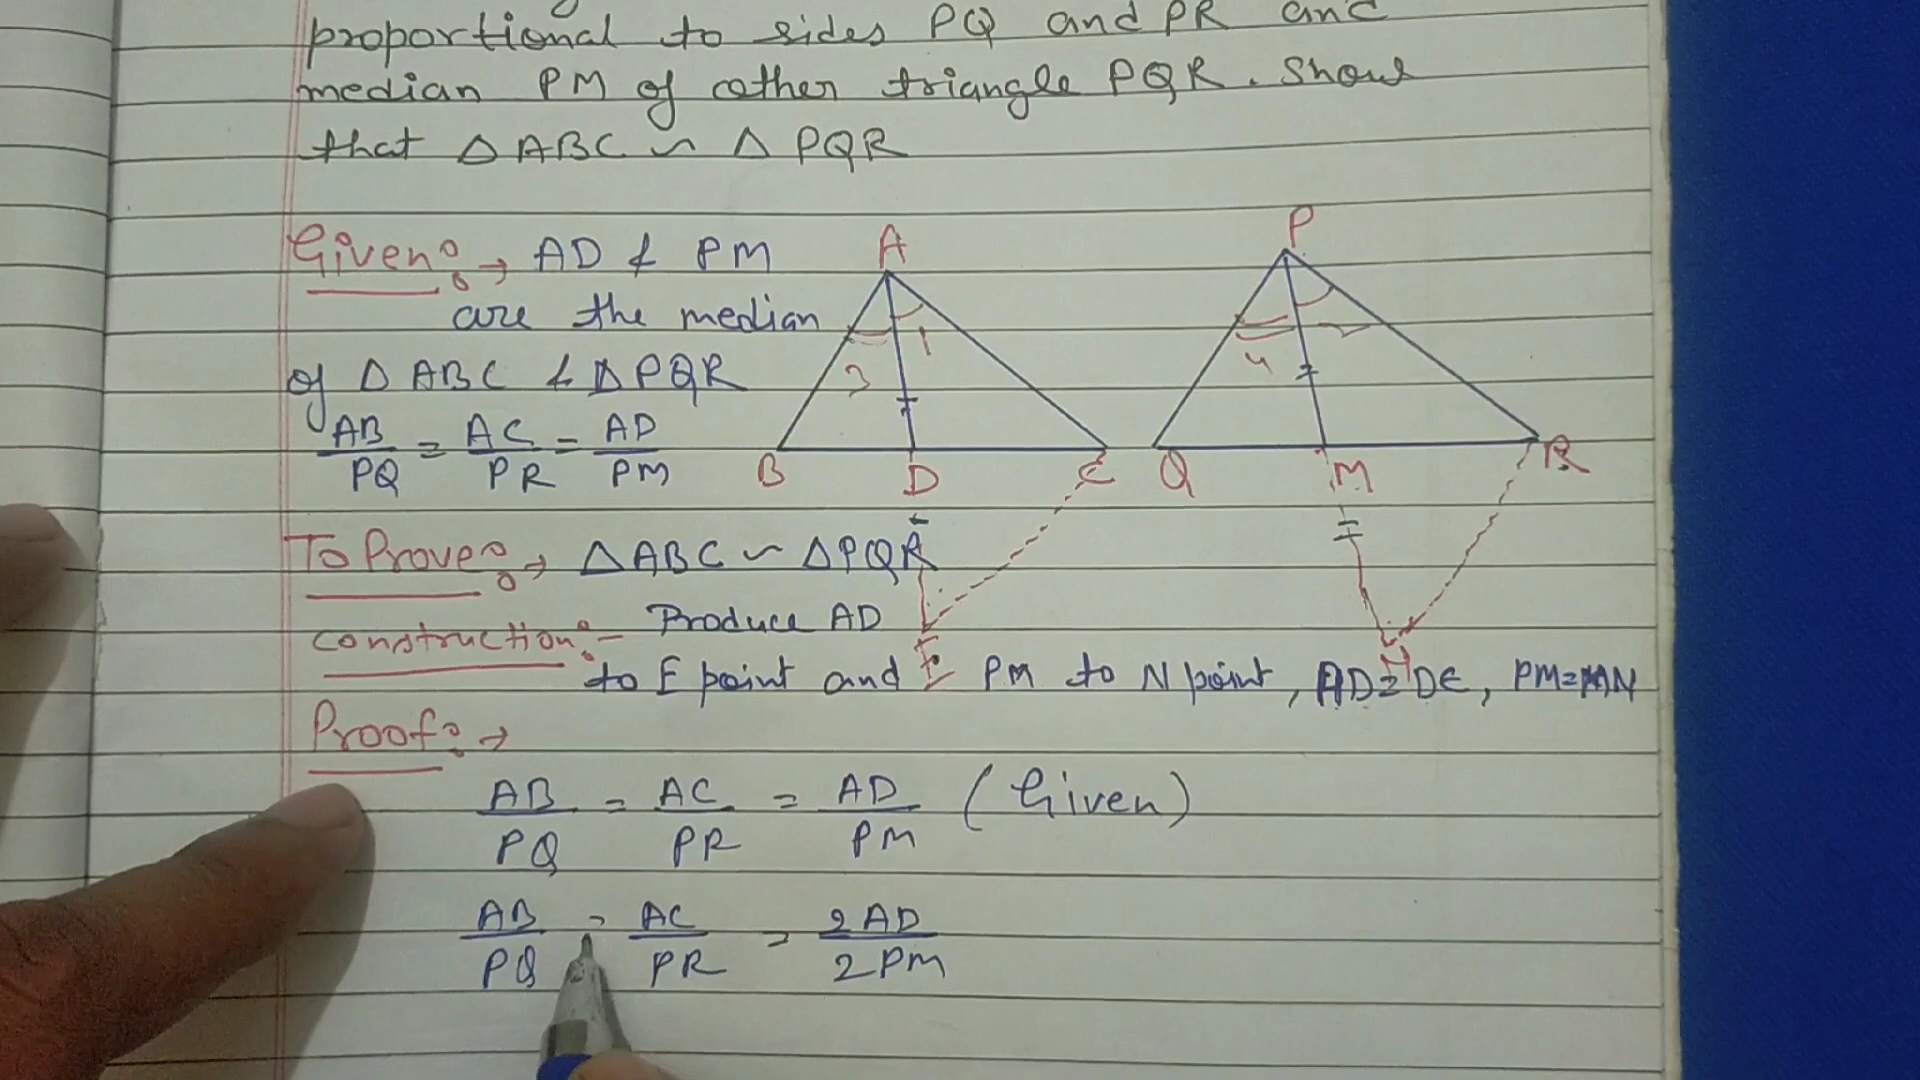 proportional to sides PQ and PR and
median PM of other triangle PQR. Show
that △ABC ~ △PQR
Given:→ AD & PM
are the median
of △ABC & △PQR
AB/PQ = AC/PR = AD/PM
A
1
3
B D C
E
P
4
Q M R
N
To Prove:→ △ABC ~ △PQR
construction:- Produce AD
to E point and PM to N point, AD=DE, PM=MN
Proof:→
AB/PQ = AC/PR = AD/PM (Given)
AB/PQ = AC/PR = 2AD/2PM